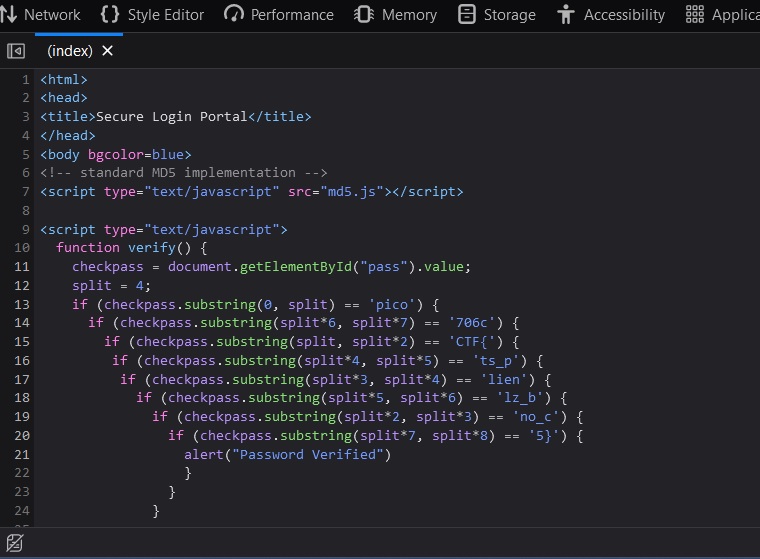 Network Style Editor Performance Memory Storage Accessibility Applica
(index)
1 <html>
2 <head>
3 <title>Secure Login Portal</title>
4 </head>
5 <body bgcolor=blue>
6 <!-- standard MD5 implementation -->
7 <script type="text/javascript" src="md5.js"></script>
8
9 <script type="text/javascript">
10 function verify() {
11 checkpass = document.getElementById("pass").value;
12 split = 4;
13 if (checkpass.substring(0, split) == 'pico') {
14 if (checkpass.substring(split*6, split*7) == '706c') {
15 if (checkpass.substring(split, split*2) == 'CTF{') {
16 if (checkpass.substring(split*4, split*5) == 'ts_p') {
17 if (checkpass.substring(split*3, split*4) == 'lien') {
18 if (checkpass.substring(split*5, split*6) == 'lz_b') {
19 if (checkpass.substring(split*2, split*3) == 'no_c') {
20 if (checkpass.substring(split*7, split*8) == '5}') {
21 alert("Password Verified")
22 }
23 }
24 }